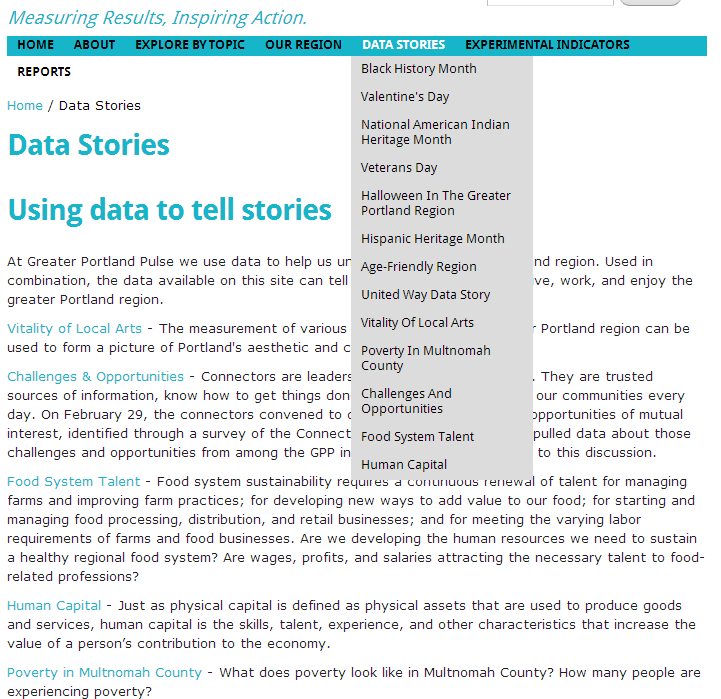 Measuring Results, Inspiring Action.
HOME ABOUT EXPLORE BY TOPIC OUR REGION DATA STORIES EXPERIMENTAL INDICATORS
REPORTS
Black History Month
Valentine's Day
National American Indian
Heritage Month
Veterans Day
Halloween In The Greater
Portland Region
Hispanic Heritage Month
Age-Friendly Region
United Way Data Story
Vitality Of Local Arts
Poverty In Multnomah
County
Challenges And
Opportunities
Food System Talent
Human Capital
Home / Data Stories
Data Stories
Using data to tell stories
At Greater Portland Pulse we use data to help us nd region. Used in
combination, the data available on this site can tell ve, work, and enjoy the
greater Portland region.
Vitality of Local Arts - The measurement of various Portland region can be
used to form a picture of Portland's aesthetic and
Challenges & Opportunities - Connectors are leaders . They are trusted
sources of information, know how to get things don our communities every
day. On February 29, the connectors convened to opportunities of mutual
interest, identified through a survey of the Connect pulled data about those
challenges and opportunities from among the GPP in to this discussion.
Food System Talent - Food system sustainability requires a continuous renewal of talent for managing
farms and improving farm practices; for developing new ways to add value to our food; for starting and
managing food processing, distribution, and retail businesses; and for meeting the varying labor
requirements of farms and food businesses. Are we developing the human resources we need to sustain
a healthy regional food system? Are wages, profits, and salaries attracting the necessary talent to food-
related professions?
Human Capital - Just as physical capital is defined as physical assets that are used to produce goods
and services, human capital is the skills, talent, experience, and other characteristics that increase the
value of a person’s contribution to the economy.
Poverty in Multnomah County - What does poverty look like in Multnomah County? How many people are
experiencing poverty?